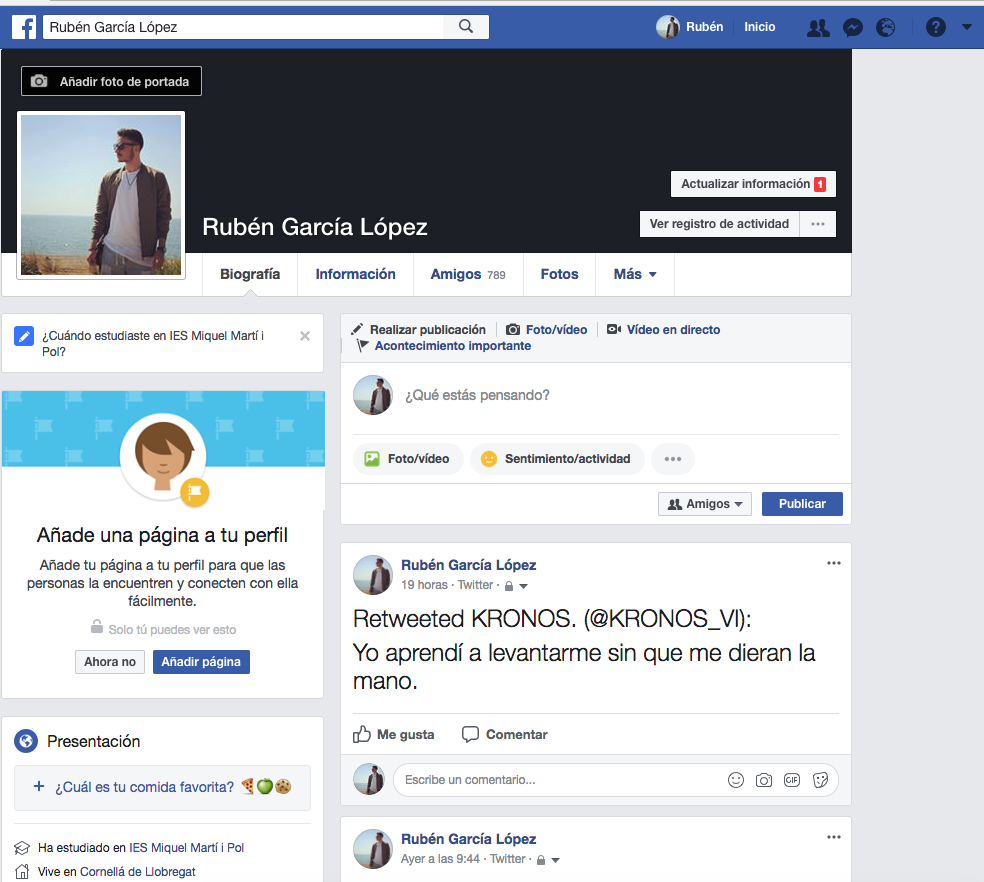 f Rubén García López
Rubén Inicio
?
Añadir foto de portada
Actualizar información 1
Rubén García López
Ver registro de actividad ...
Biografía Información Amigos 789 Fotos Más
¿Cuándo estudiaste en IES Miquel Martí i
Pol?
Realizar publicación Foto/vídeo Vídeo en directo
Acontecimiento importante
¿Qué estás pensando?
Foto/vídeo Sentimiento/actividad ...
Amigos Publicar
Añade una página a tu perfil
Añade tu página a tu perfil para que las
personas la encuentren y conecten con ella
fácilmente.
Solo tú puedes ver esto
Ahora no Añadir página
Presentación
+ ¿Cuál es tu comida favorita? 🍕🍏🍪
Ha estudiado en IES Miquel Martí i Pol
Vive en Cornellá de Llobregat
Rubén García López ...
19 horas · Twitter ·
Retweeted KRONOS. (@KRONOS_VI):
Yo aprendí a levantarme sin que me dieran la
mano.
Me gusta Comentar
Escribe un comentario... GIF
Rubén García López ...
Ayer a las 9:44 · Twitter ·